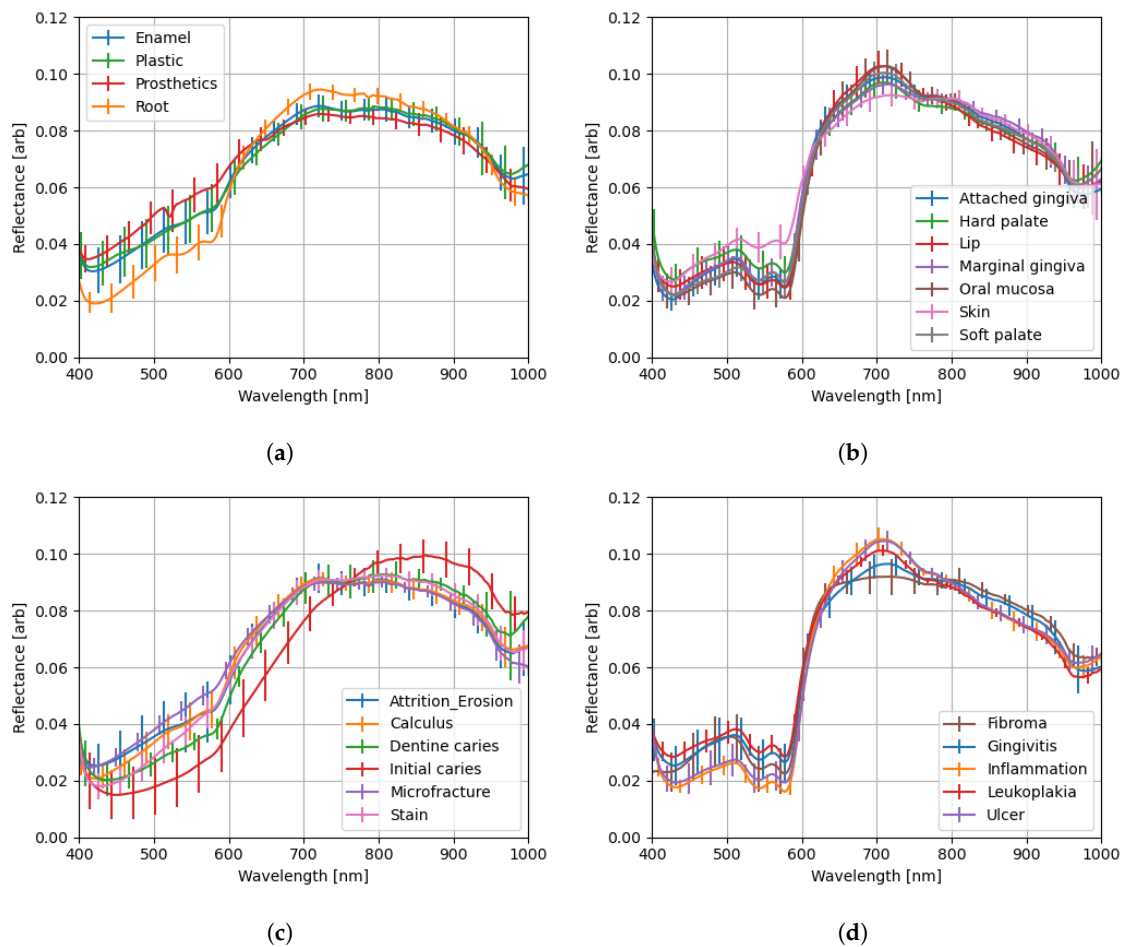 0.12
0.10
0.08
0.06
0.04
0.02
0.00
Reflectance [arb]
Enamel
Plastic
Prosthetics
Root
400 500 600 700 800 900 1000
Wavelength [nm]
(a)
0.12
0.10
0.08
0.06
0.04
0.02
0.00
Reflectance [arb]
Attached gingiva
Hard palate
Lip
Marginal gingiva
Oral mucosa
Skin
Soft palate
400 500 600 700 800 900 1000
Wavelength [nm]
(b)
0.12
0.10
0.08
0.06
0.04
0.02
0.00
Reflectance [arb]
Attrition_Erosion
Calculus
Dentine caries
Initial caries
Microfracture
Stain
400 500 600 700 800 900 1000
Wavelength [nm]
(c)
0.12
0.10
0.08
0.06
0.04
0.02
0.00
Reflectance [arb]
Fibroma
Gingivitis
Inflammation
Leukoplakia
Ulcer
400 500 600 700 800 900 1000
Wavelength [nm]
(d)